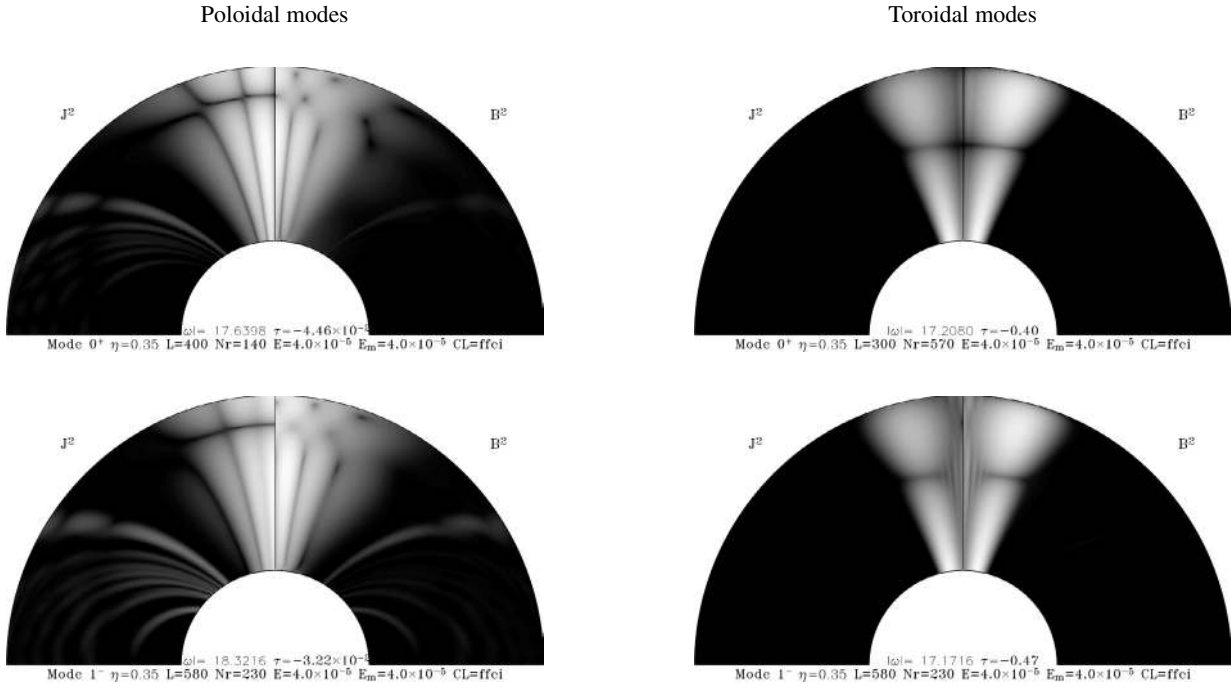 Poloidal modes
Toroidal modes
J²
B²
|ω|= 17.6398 τ=−4.46×10⁻²
Mode 0⁺ η=0.35 L=400 Nr=140 E=4.0×10⁻⁵ Eₘ=4.0×10⁻⁵ CL=ffci
J²
B²
|ω|= 17.2080 τ=−0.40
Mode 0⁺ η=0.35 L=300 Nr=570 E=4.0×10⁻⁵ Eₘ=4.0×10⁻⁵ CL=ffci
J²
B²
|ω|= 18.3216
Mode 1⁻ η=0.35 L=580 Nr=230 E=4.0×10⁻⁵ Eₘ=4.0×10⁻⁵ CL=ffci
J²
B²
|ω|= 17.1716 τ=−0.47
Mode 1⁻ η=0.35 L=580 Nr=230 E=4.0×10⁻⁵ Eₘ=4.0×10⁻⁵ CL=ffci